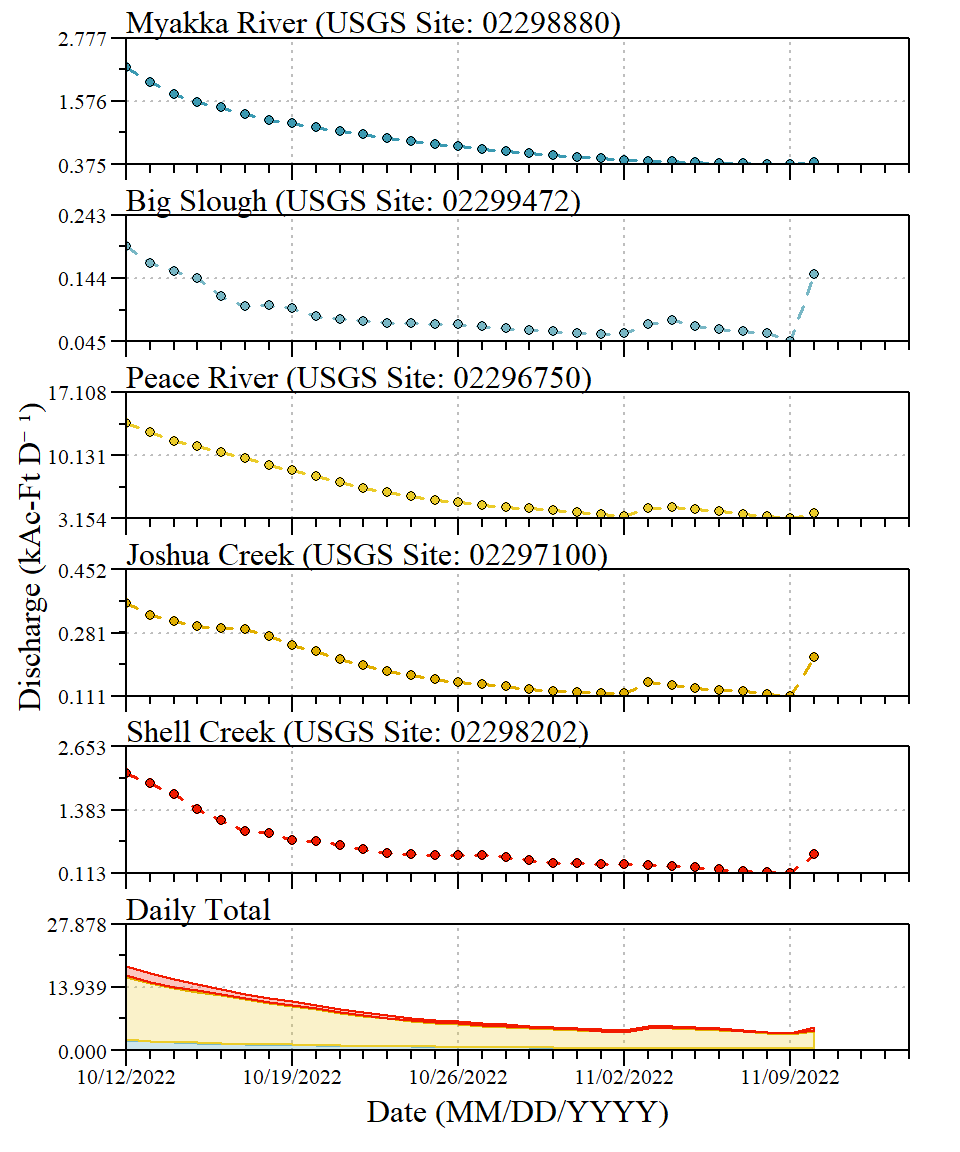 Myakka River (USGS Site: 02298880)
2.777
1.576
0.375
Big Slough (USGS Site: 02299472)
0.243
0.144
0.045
Peace River (USGS Site: 02296750)
17.108
10.131
3.154
Joshua Creek (USGS Site: 02297100)
0.452
0.281
0.111
Shell Creek (USGS Site: 02298202)
2.653
1.383
0.113
Daily Total
27.878
13.939
0.000
Discharge (kAc-Ft D⁻¹)
10/12/2022 10/19/2022 10/26/2022 11/02/2022 11/09/2022
Date (MM/DD/YYYY)